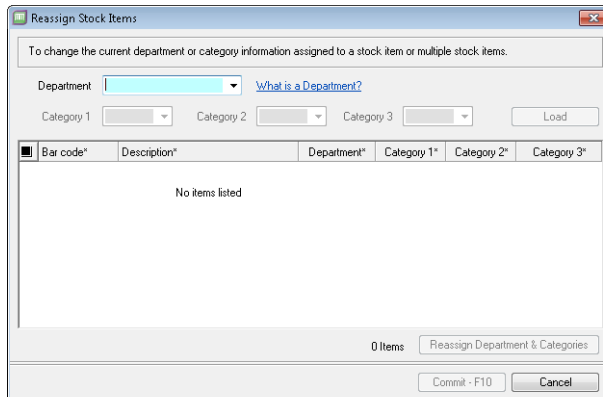 Reassign Stock Items
To change the current department or category information assigned to a stock item or multiple stock items.
Department What is a Department?
Category 1 Category 2 Category 3 Load
Bar code* Description* Department* Category 1* Category 2* Category 3*
No items listed
0 Items Reassign Department & Categories
Commit - F10 Cancel